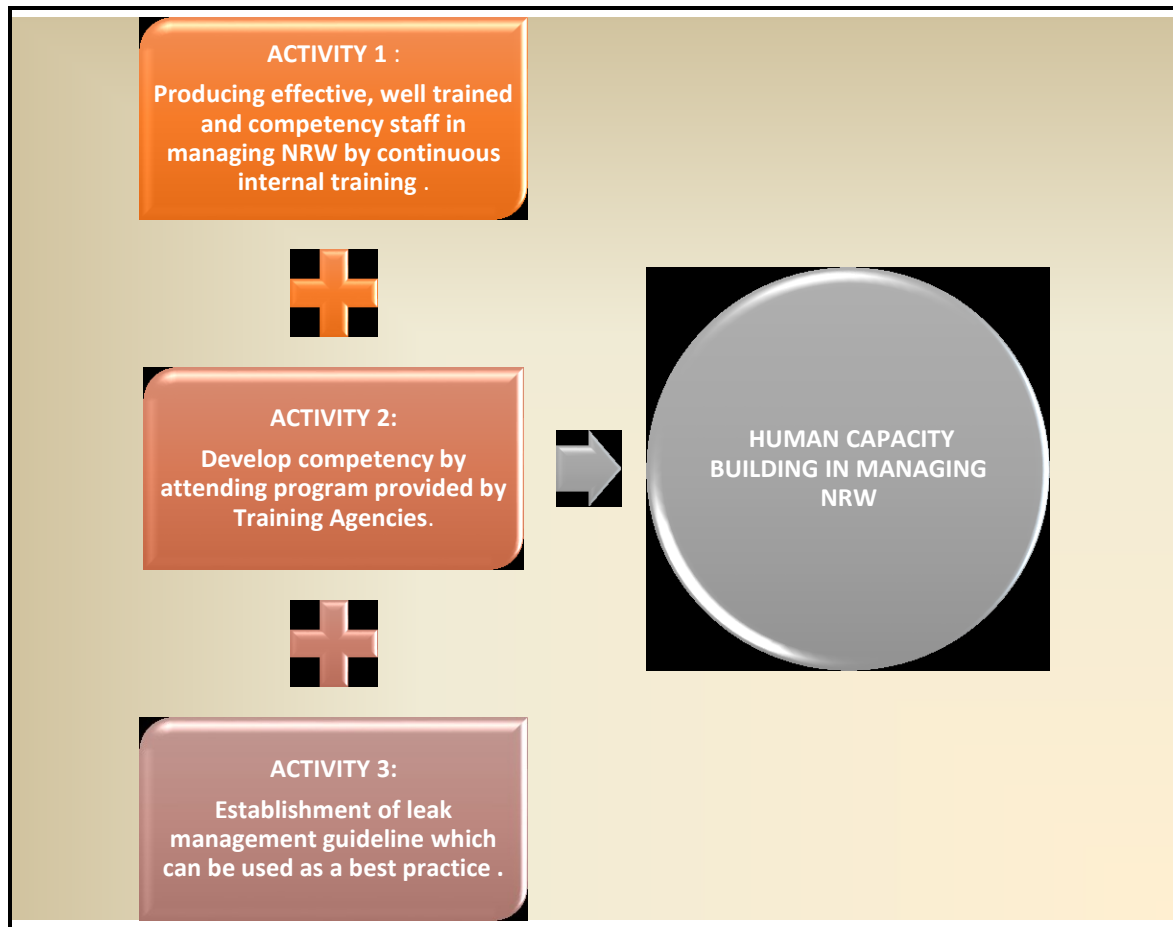 ACTIVITY 1 :
Producing effective, well trained
and competency staff in
managing NRW by continuous
internal training .
ACTIVITY 2:
Develop competency by
attending program provided by
Training Agencies.
ACTIVITY 3:
Establishment of leak
management guideline which
can be used as a best practice .
HUMAN CAPACITY
BUILDING IN MANAGING
NRW